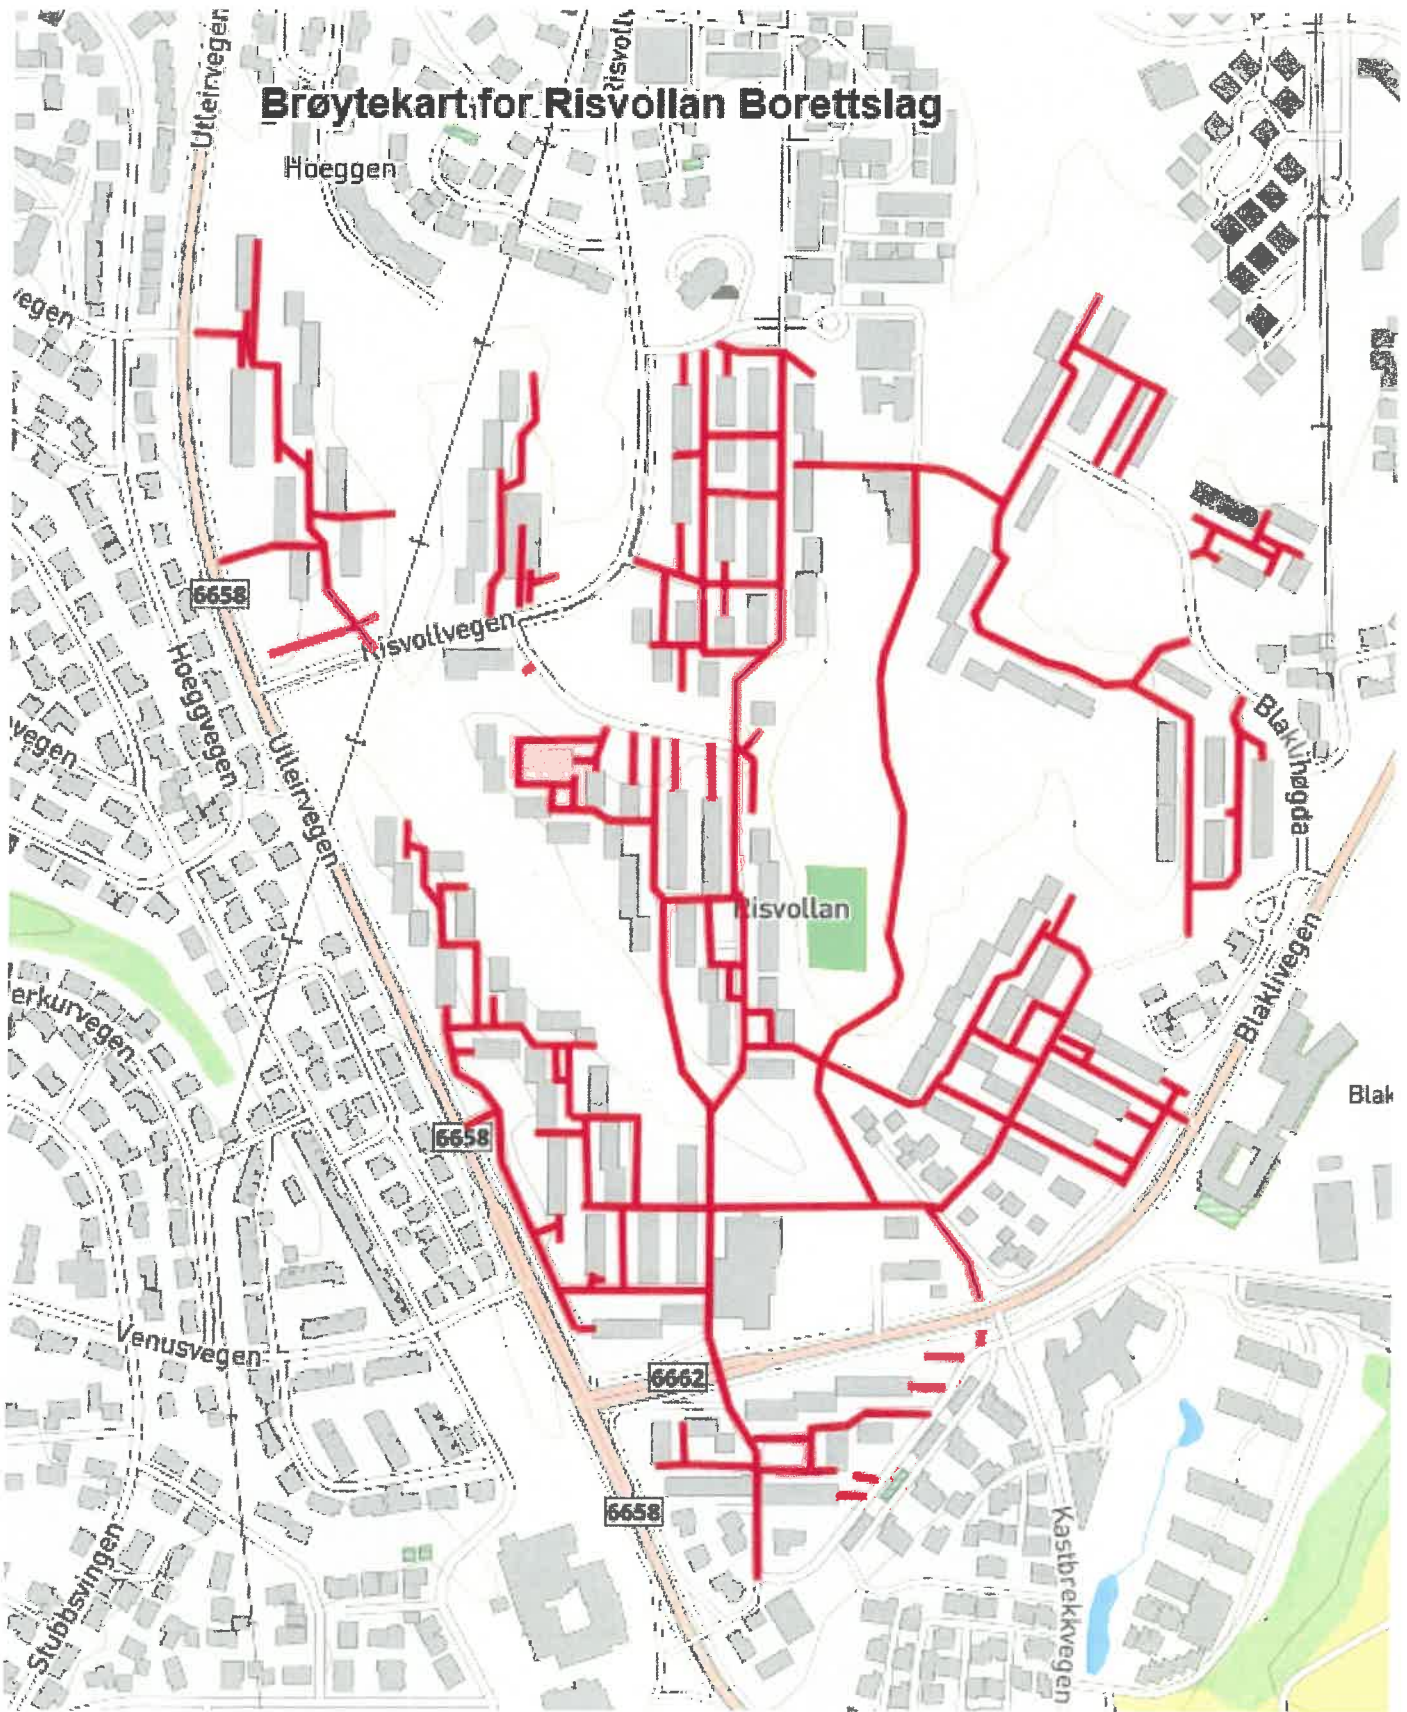 Utleirvegen
Risvollv
Brøytekart for Risvollan Borettslag
Hoeggen
vegen
6658
Risvollvegen
Hoeggvegen
vegen
Utleirvegen
Blaklihøgda
Risvollan
Blaklivegen
erkurvegen
Blak
6658
Venusvegen
6662
6658
Kastbrekkvegen
Stubbsvingen